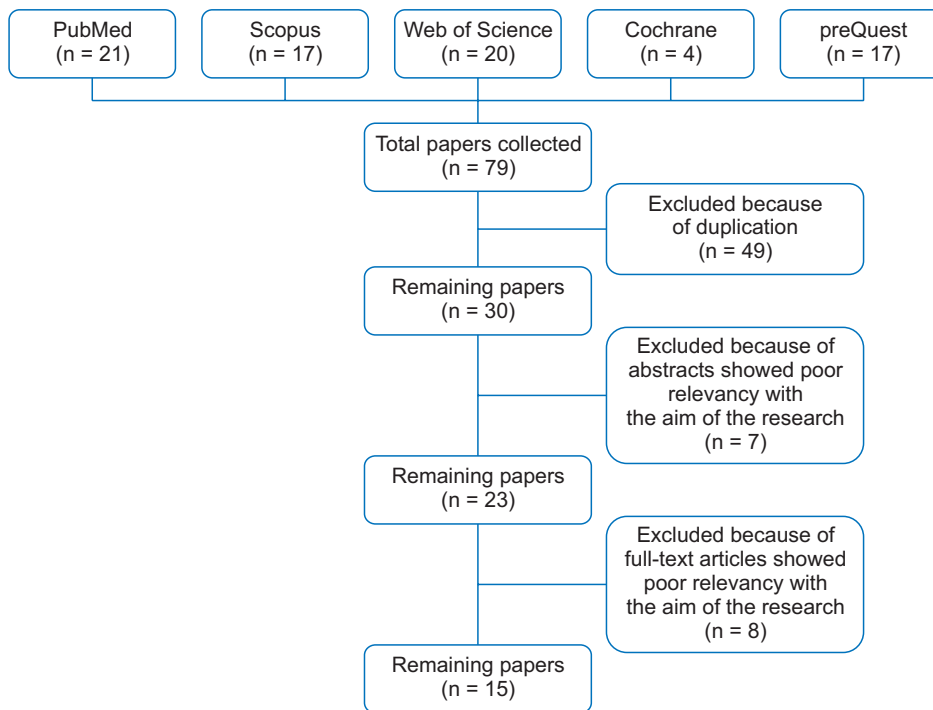 PubMed
(n = 21)
Scopus
(n = 17)
Web of Science
(n = 20)
Cochrane
(n = 4)
preQuest
(n = 17)
Total papers collected
(n = 79)
Excluded because
of duplication
(n = 49)
Remaining papers
(n = 30)
Excluded because of
abstracts showed poor
relevancy with
the aim of the research
(n = 7)
Remaining papers
(n = 23)
Excluded because of
full-text articles showed
poor relevancy with
the aim of the research
(n = 8)
Remaining papers
(n = 15)